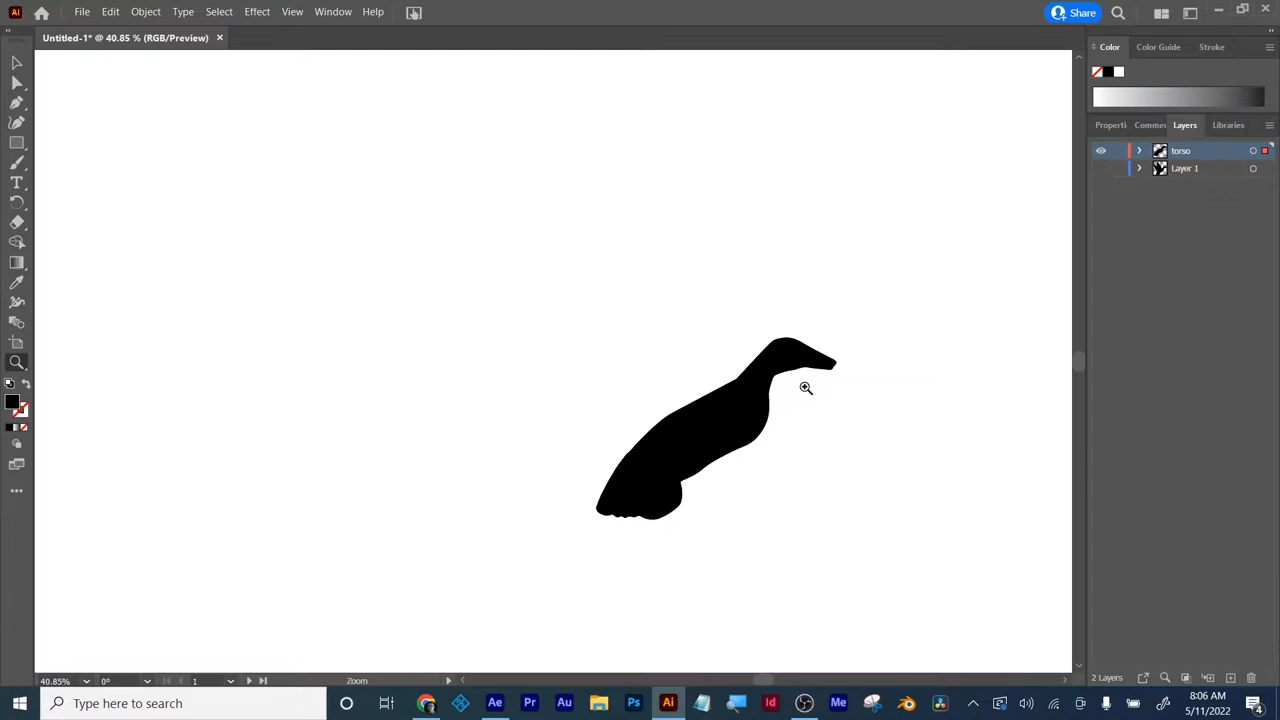 Ai File Edit Object Type Select Effect View Window Help Share
Untitled-1* @ 40.85 % (RGB/Preview) ×
Color Color Guide Stroke
Properti Commer Layers Libraries
torso
Layer 1
40.85% 0° 1 Zoom
2 Layers
Type here to search
Ae Pr Au Ps Ai Id Me
8:06 AM
5/11/2022
4